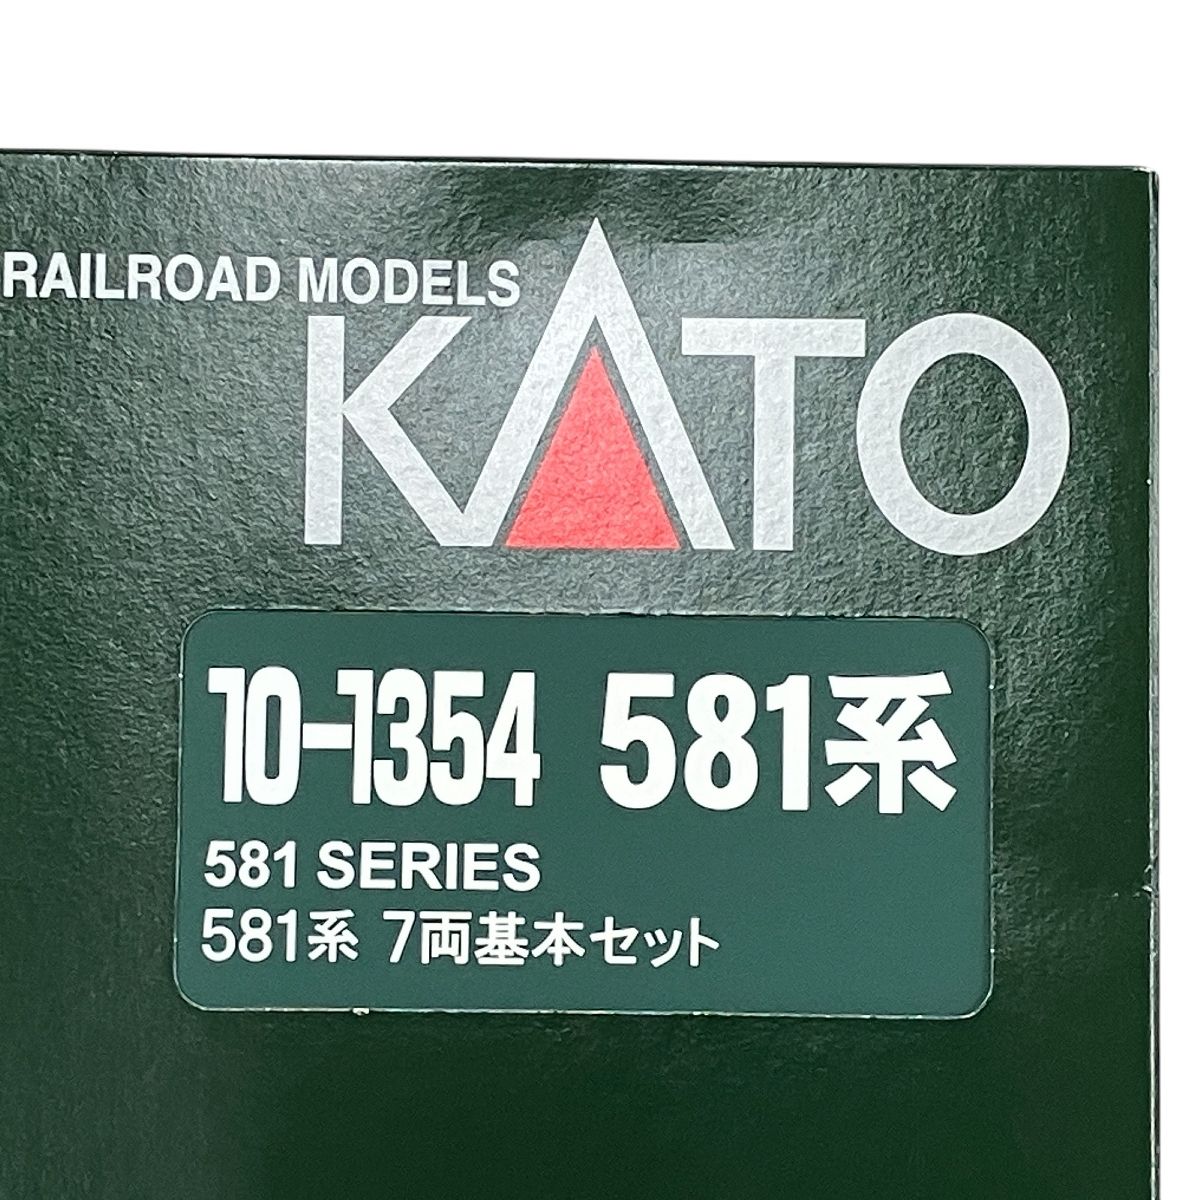 RAILROAD MODELS
KATO
10-1354 581系
581 SERIES
581系 7両基本セット